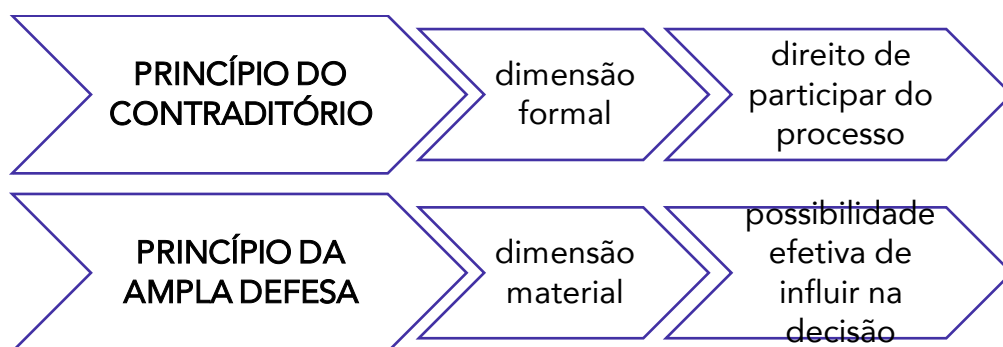 PRINCÍPIO DO
CONTRADITÓRIO
dimensão
formal
direito de
participar do
processo
PRINCÍPIO DA
AMPLA DEFESA
dimensão
material
possibilidade
efetiva de
influir na
decisão